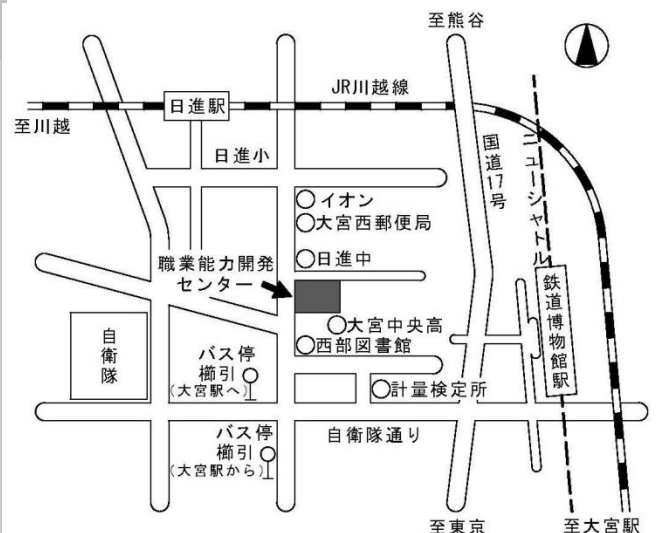 至熊谷
JR川越線
日進駅
至川越
日進小
国道17号
ニューシャトル
イオン
大宮西郵便局
日進中
職業能力開発
センター
鉄道博物館駅
大宮中央高
西部図書館
自衛隊
バス停
櫛引
(大宮駅へ)
計量検定所
自衛隊通り
バス停
櫛引
(大宮駅から)
至東京
至大宮駅